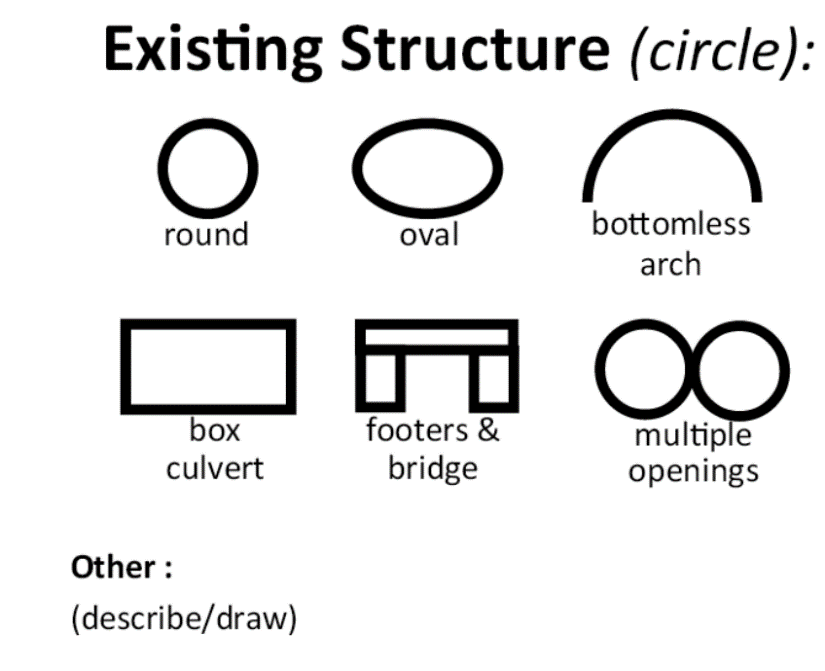 Existing Structure (circle):
round
oval
bottomless
arch
box
culvert
footers &
bridge
multiple
openings
Other :
(describe/draw)